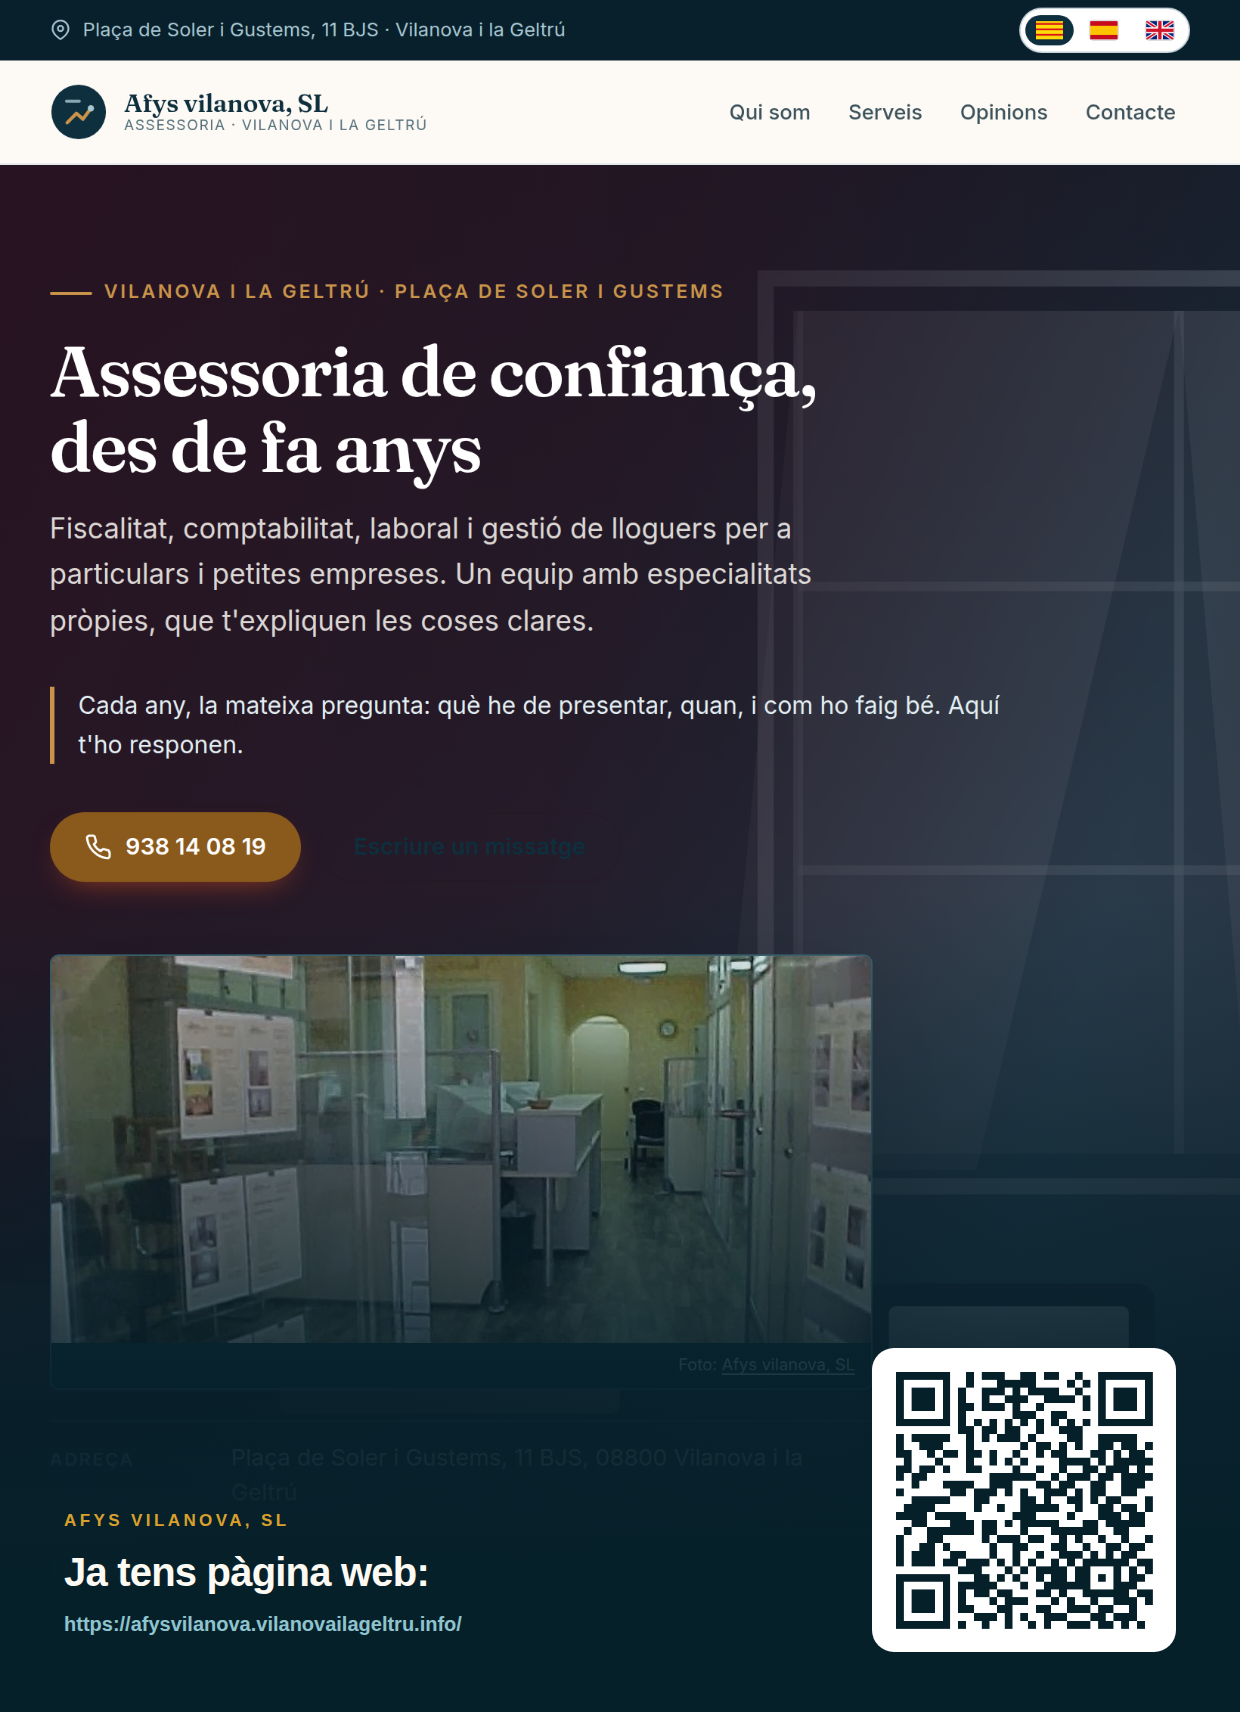 Plaça de Soler i Gustems, 11 BJS · Vilanova i la Geltrú
Afys vilanova, SL
ASSESSORIA · VILANOVA I LA GELTRÚ
Qui som
Serveis
Opinions
Contacte
VILANOVA I LA GELTRÚ · PLAÇA DE SOLER I GUSTEMS
Assessoria de confiança,
des de fa anys
Fiscalitat, comptabilitat, laboral i gestió de lloguers per a
particulars i petites empreses. Un equip amb especialitats
pròpies, que t'expliquen les coses clares.
Cada any, la mateixa pregunta: què he de presentar, quan, i com ho faig bé. Aquí
t'ho responen.
938 14 08 19
Escriure un missatge
Foto: Afys vilanova, SL
ADREÇA
Plaça de Soler i Gustems, 11 BJS, 08800 Vilanova i la
Geltrú
AFYS VILANOVA, SL
Ja tens pàgina web:
https://afysvilanova.vilanovailageltru.info/